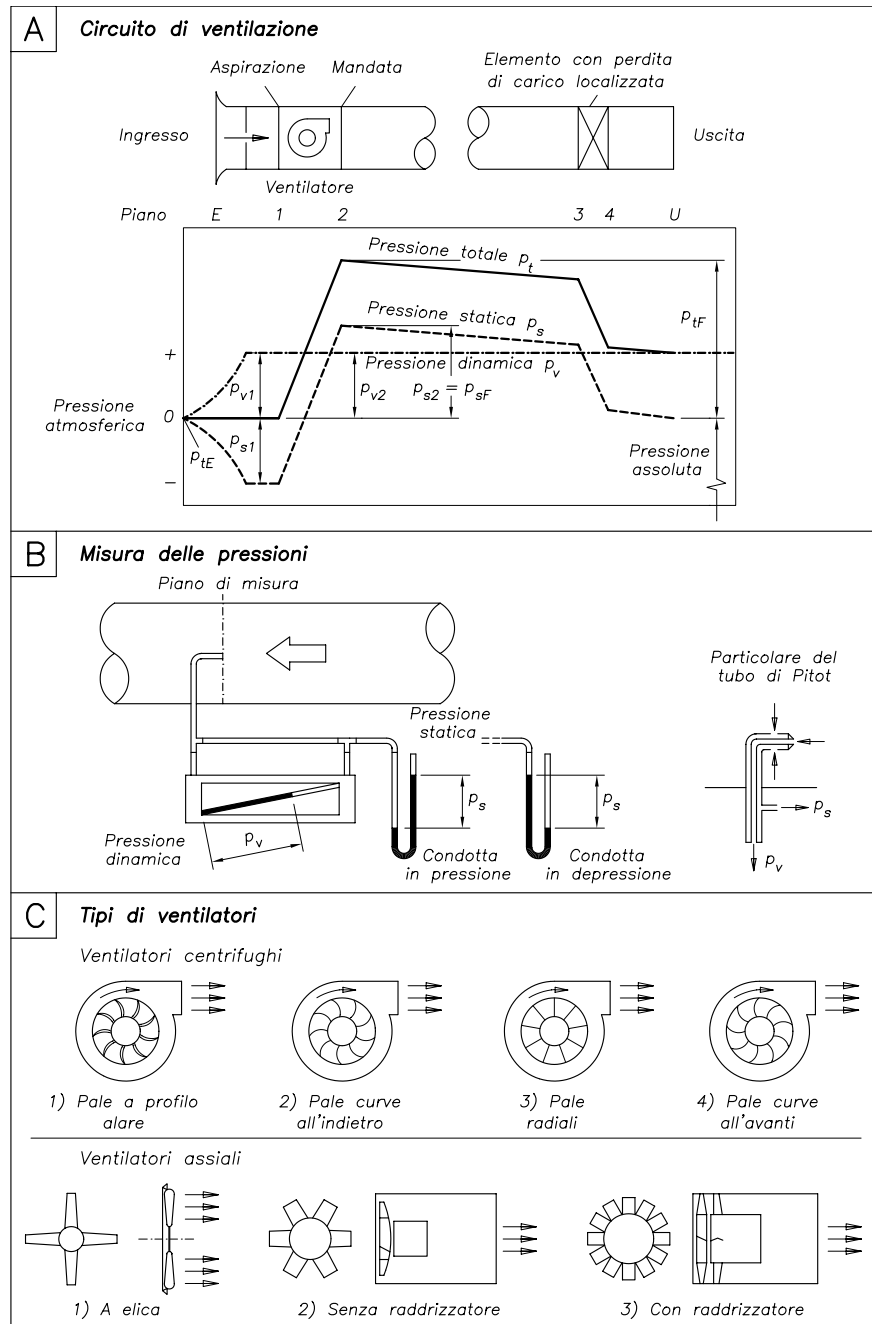 A
Circuito di ventilazione
Aspirazione
Mandata
Elemento con perdita
di carico localizzata
Ingresso
Uscita
Ventilatore
Piano E 1 2 3 4 U
Pressione totale p_t
Pressione statica p_s
p_tF
+
Pressione dinamica p_v
p_v1
p_v2
p_s2 = p_sF
Pressione
atmosferica
0
p_tE
p_s1
Pressione
assoluta
–
B
Misura delle pressioni
Piano di misura
Particolare del
tubo di Pitot
Pressione
statica
p_s
p_s
p_s
Pressione
dinamica
p_v
Condotta
in pressione
Condotta
in depressione
p_v
C
Tipi di ventilatori
Ventilatori centrifughi
1) Pale a profilo
alare
2) Pale curve
all'indietro
3) Pale
radiali
4) Pale curve
all'avanti
Ventilatori assiali
1) A elica
2) Senza raddrizzatore
3) Con raddrizzatore